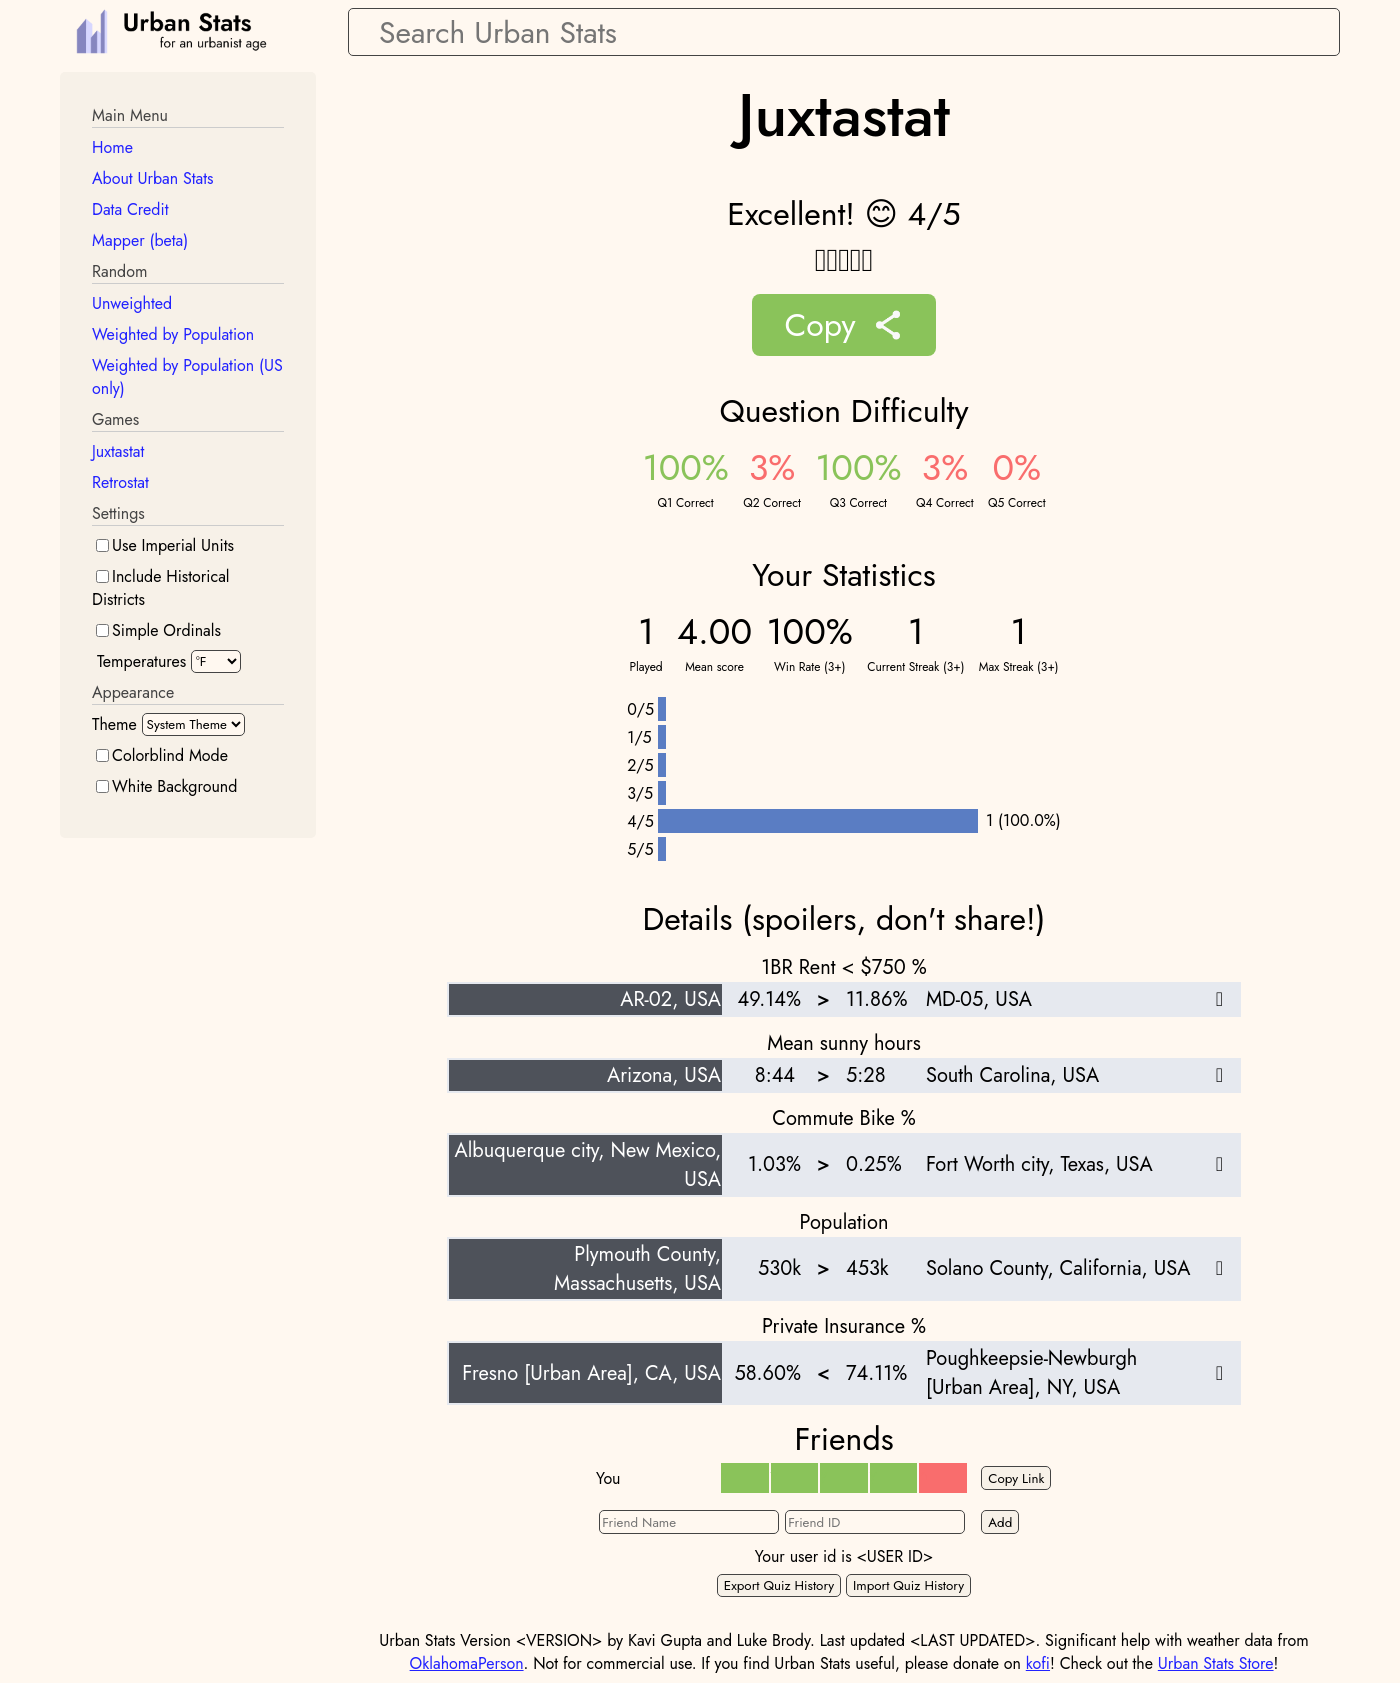 Urban Stats
for an urbanist age
Search Urban Stats
Main Menu
Home
About Urban Stats
Data Credit
Mapper (beta)
Random
Unweighted
Weighted by Population
Weighted by Population (US
only)
Games
Juxtastat
Retrostat
Settings
Use Imperial Units
Include Historical
Districts
Simple Ordinals
Temperatures °F
Appearance
Theme System Theme
Colorblind Mode
White Background
Juxtastat
Excellent! 😊 4/5
Copy
Question Difficulty
100% 3% 100% 3% 0%
Q1 Correct Q2 Correct Q3 Correct Q4 Correct Q5 Correct
Your Statistics
1 4.00 100% 1 1
Played Mean score Win Rate (3+) Current Streak (3+) Max Streak (3+)
0/5
1/5
2/5
3/5
4/5 1 (100.0%)
5/5
Details (spoilers, don't share!)
1BR Rent < $750 %
AR-02, USA 49.14% > 11.86% MD-05, USA
Mean sunny hours
Arizona, USA 8:44 > 5:28 South Carolina, USA
Commute Bike %
Albuquerque city, New Mexico,
USA 1.03% > 0.25% Fort Worth city, Texas, USA
Population
Plymouth County,
Massachusetts, USA 530k > 453k Solano County, California, USA
Private Insurance %
Fresno [Urban Area], CA, USA 58.60% < 74.11% Poughkeepsie-Newburgh
[Urban Area], NY, USA
Friends
You Copy Link
Friend Name Friend ID Add
Your user id is <USER ID>
Export Quiz History Import Quiz History
Urban Stats Version <VERSION> by Kavi Gupta and Luke Brody. Last updated <LAST UPDATED>. Significant help with weather data from
OklahomaPerson. Not for commercial use. If you find Urban Stats useful, please donate on kofi! Check out the Urban Stats Store!